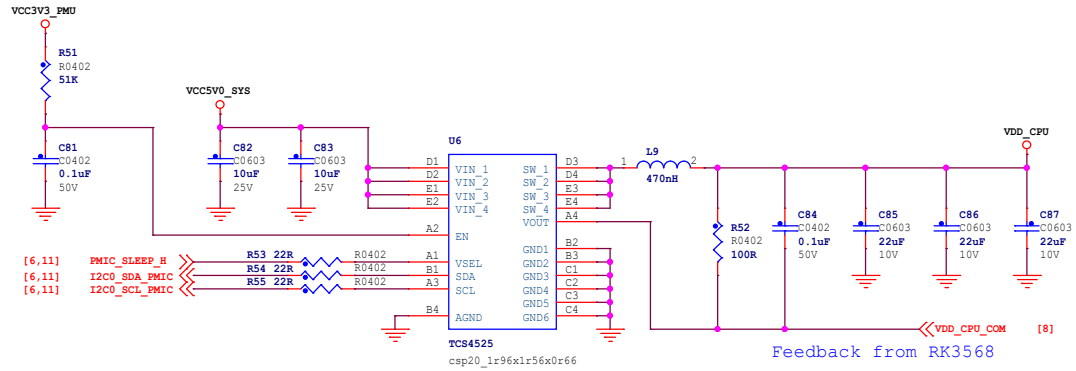 VCC3V3_PMU
R51
R0402
51K
C81
C0402
0.1uF
50V
VCC5V0_SYS
C82
C0603
10uF
25V
C83
C0603
10uF
25V
U6
D1 VIN_1 SW_1 D3
D2 VIN_2 SW_2 D4
E1 VIN_3 SW_3 E3
E2 VIN_4 SW_4 E4
VOUT A4
A2 EN
GND1 B2
A1 VSEL GND2 B3
B1 SDA GND3 C1
A3 SCL GND4 C2
GND5 C3
B4 AGND GND6 C4
TCS4525
csp20_1r96x1r56x0r66
[6,11] PMIC_SLEEP_H R53 22R R0402
[6,11] I2C0_SDA_PMIC R54 22R R0402
[6,11] I2C0_SCL_PMIC R55 22R R0402
1 L9 2
470nH
VDD_CPU
R52
R0402
100R
C84
C0402
0.1uF
50V
C85
C0603
22uF
10V
C86
C0603
22uF
10V
C87
C0603
22uF
10V
VDD_CPU_COM [8]
Feedback from RK3568